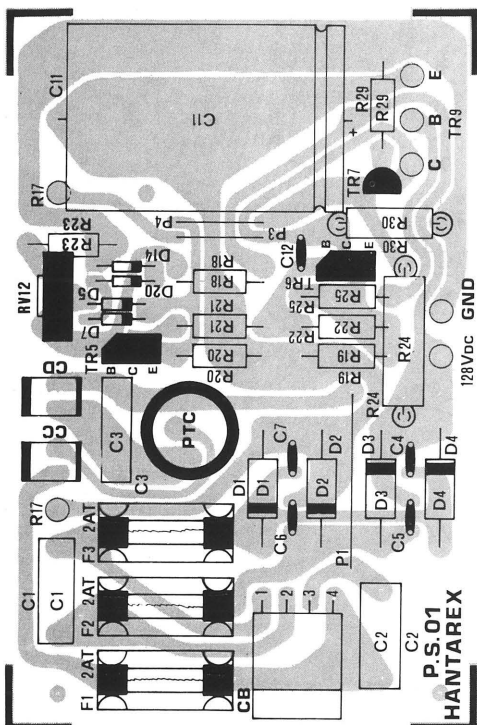 C11
C11
+
R29
R29
E
B
C
TR9
TR7
R17
P4
P3
R30
R30
R23
R23
RV12
D14
D20
D5
D7
R18
R18
R21
R21
R20
R20
C12
B
C
E
TR6
R25
R25
R22
R22
R19
R19
R24
R24
GND
128VDC
TR5
B
C
E
CD
CC
C3
C3
PTC
R17
C1
C1
2AT
F3
2AT
F2
2AT
F1
D1
D1
C7
C6
D2
D2
P1
D3
D3
C4
C5
D4
D4
CB
1
2
3
4
C2
C2
P.S.01
HANTAREX